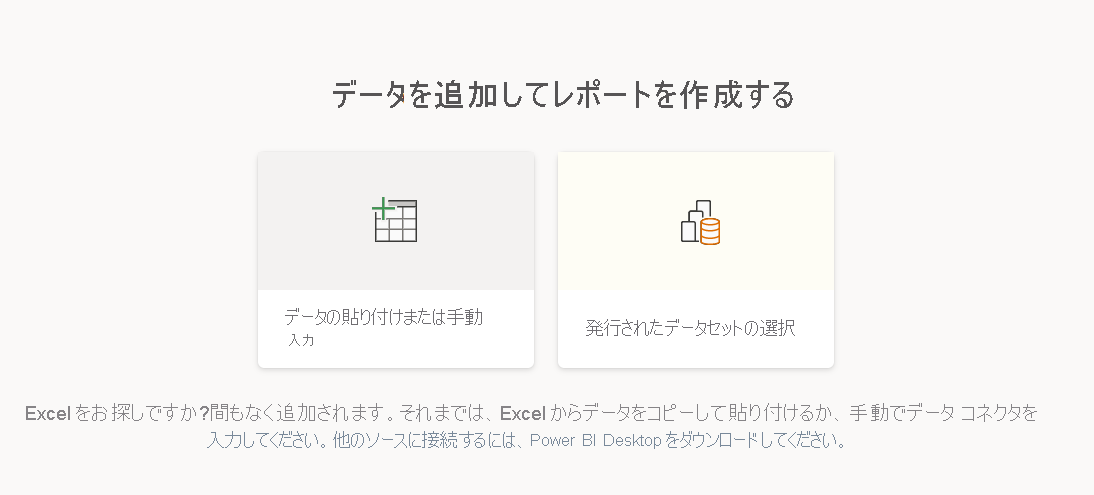 データを追加してレポートを作成する
データの貼り付けまたは手動
入力
発行されたデータセットの選択
Excel をお探しですか?間もなく追加されます。それまでは、Excel からデータをコピーして貼り付けるか、手動でデータ コネクタを
入力してください。他のソースに接続するには、Power BI Desktop をダウンロードしてください。